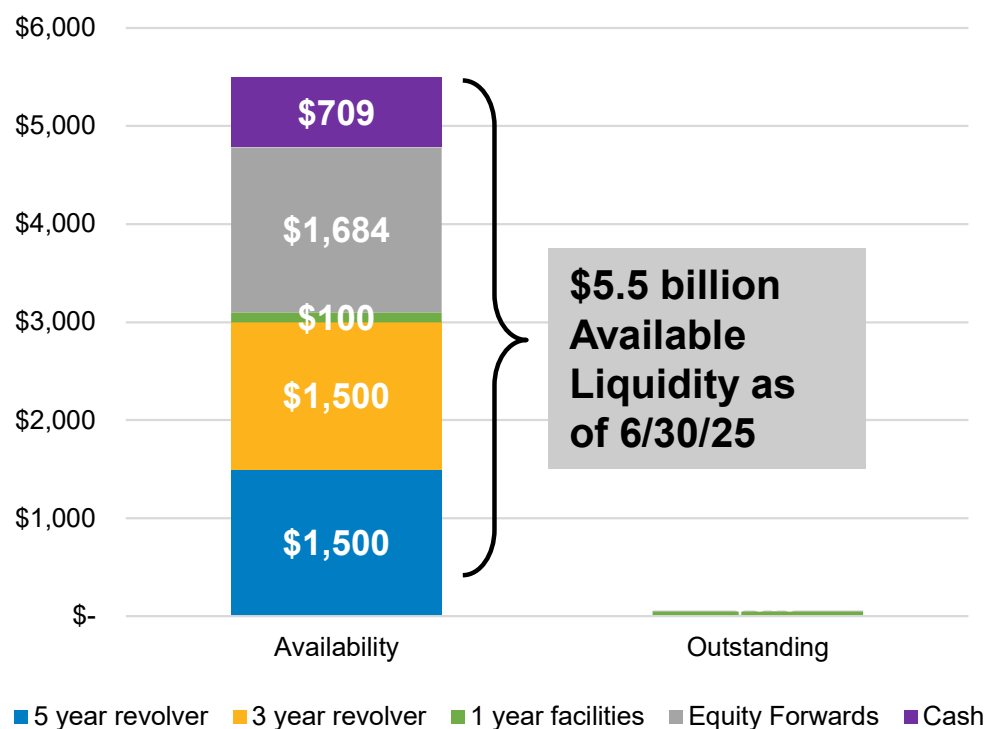 $6,000
$5,000
$4,000
$3,000
$2,000
$1,000
$-
$709
$1,684
$100
$1,500
$1,500
$5.5 billion
Available
Liquidity as
of 6/30/25
Availability
Outstanding
5 year revolver 3 year revolver 1 year facilities Equity Forwards Cash